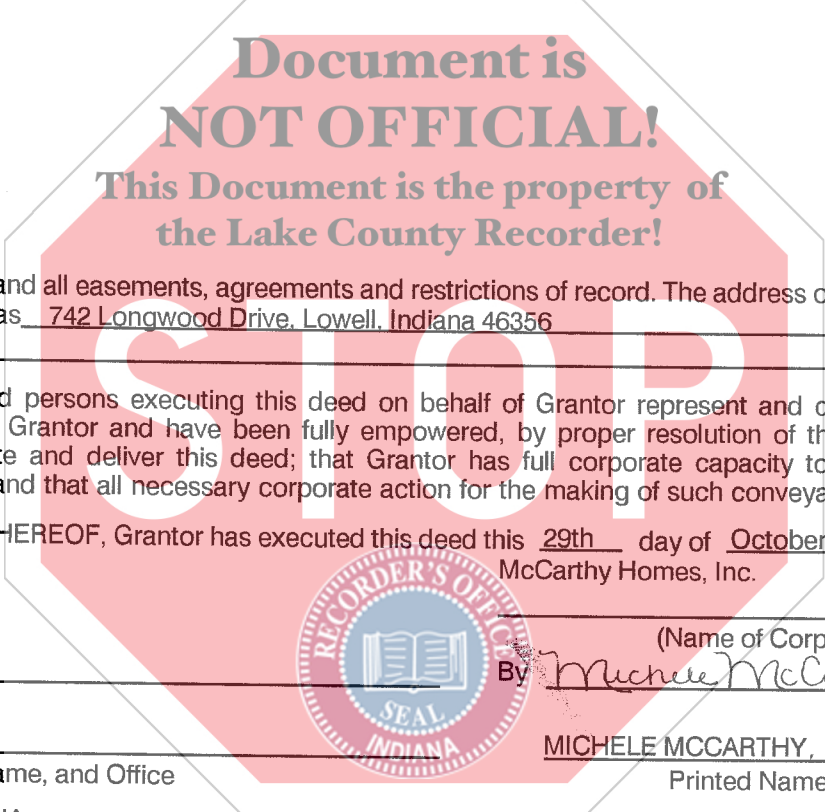 Document is
NOT OFFICIAL!
This Document is the property of
the Lake County Recorder!
and all easements, agreements and restrictions of record. The address o
as 742 Longwood Drive, Lowell, Indiana 46356
STOP
d persons executing this deed on behalf of Grantor represent and c
Grantor and have been fully empowered, by proper resolution of th
e and deliver this deed; that Grantor has full corporate capacity to
and that all necessary corporate action for the making of such conveya
HEREOF, Grantor has executed this deed this 29th day of October
McCarthy Homes, Inc.
RECORDER'S OFFICE
SEAL
INDIANA
(Name of Corp
By Michele McC
MICHELE MCCARTHY,
ame, and Office
Printed Name